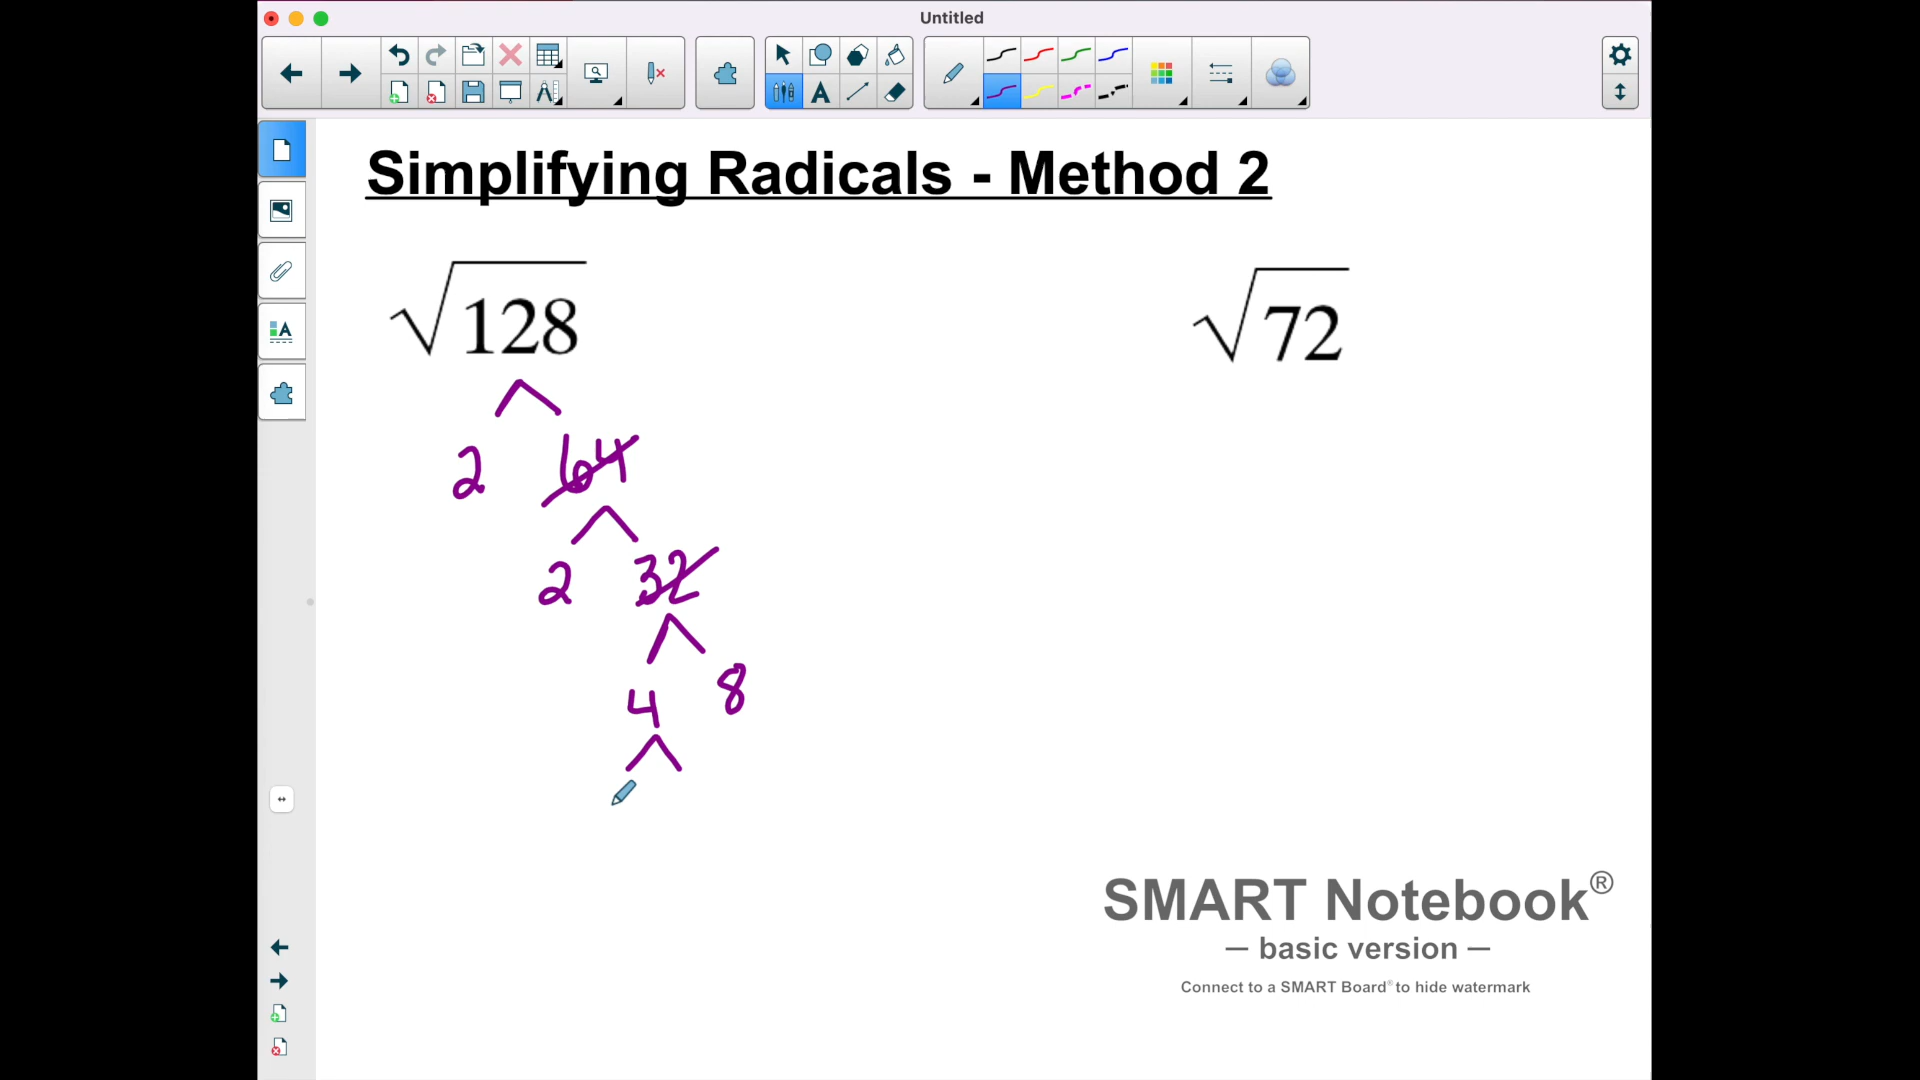 Untitled
Simplifying Radicals - Method 2
√128
√72
2 64
2 32
4 8
SMART Notebook®
— basic version —
Connect to a SMART Board® to hide watermark